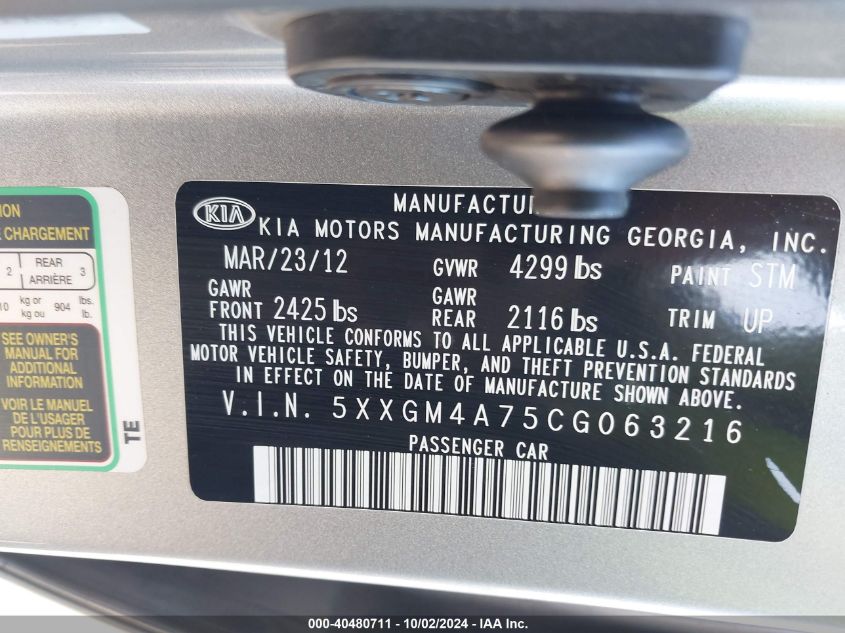 ION
E CHARGEMENT
2 REAR ARRIÈRE 3
10 kg or kg ou 904 lbs. lb.
SEE OWNER'S
MANUAL FOR
ADDITIONAL
INFORMATION
VOIR LE MANUEL
DE L'USAGER
POUR PLUS DE
RENSEIGNEMENTS
TE
KIA
MANUFACTU
KIA MOTORS MANUFACTURING GEORGIA, INC.
MAR/23/12 GVWR 4299 lbs PAINT STM
GAWR FRONT 2425 lbs GAWR REAR 2116 lbs TRIM UP
THIS VEHICLE CONFORMS TO ALL APPLICABLE U.S.A. FEDERAL
MOTOR VEHICLE SAFETY, BUMPER, AND THEFT PREVENTION STANDARDS
IN EFFECT ON THE DATE OF MANUFACTURE SHOWN ABOVE.
V.I.N. 5XXGM4A75CG063216
PASSENGER CAR
000-40480711 - 10/02/2024 - IAA Inc.